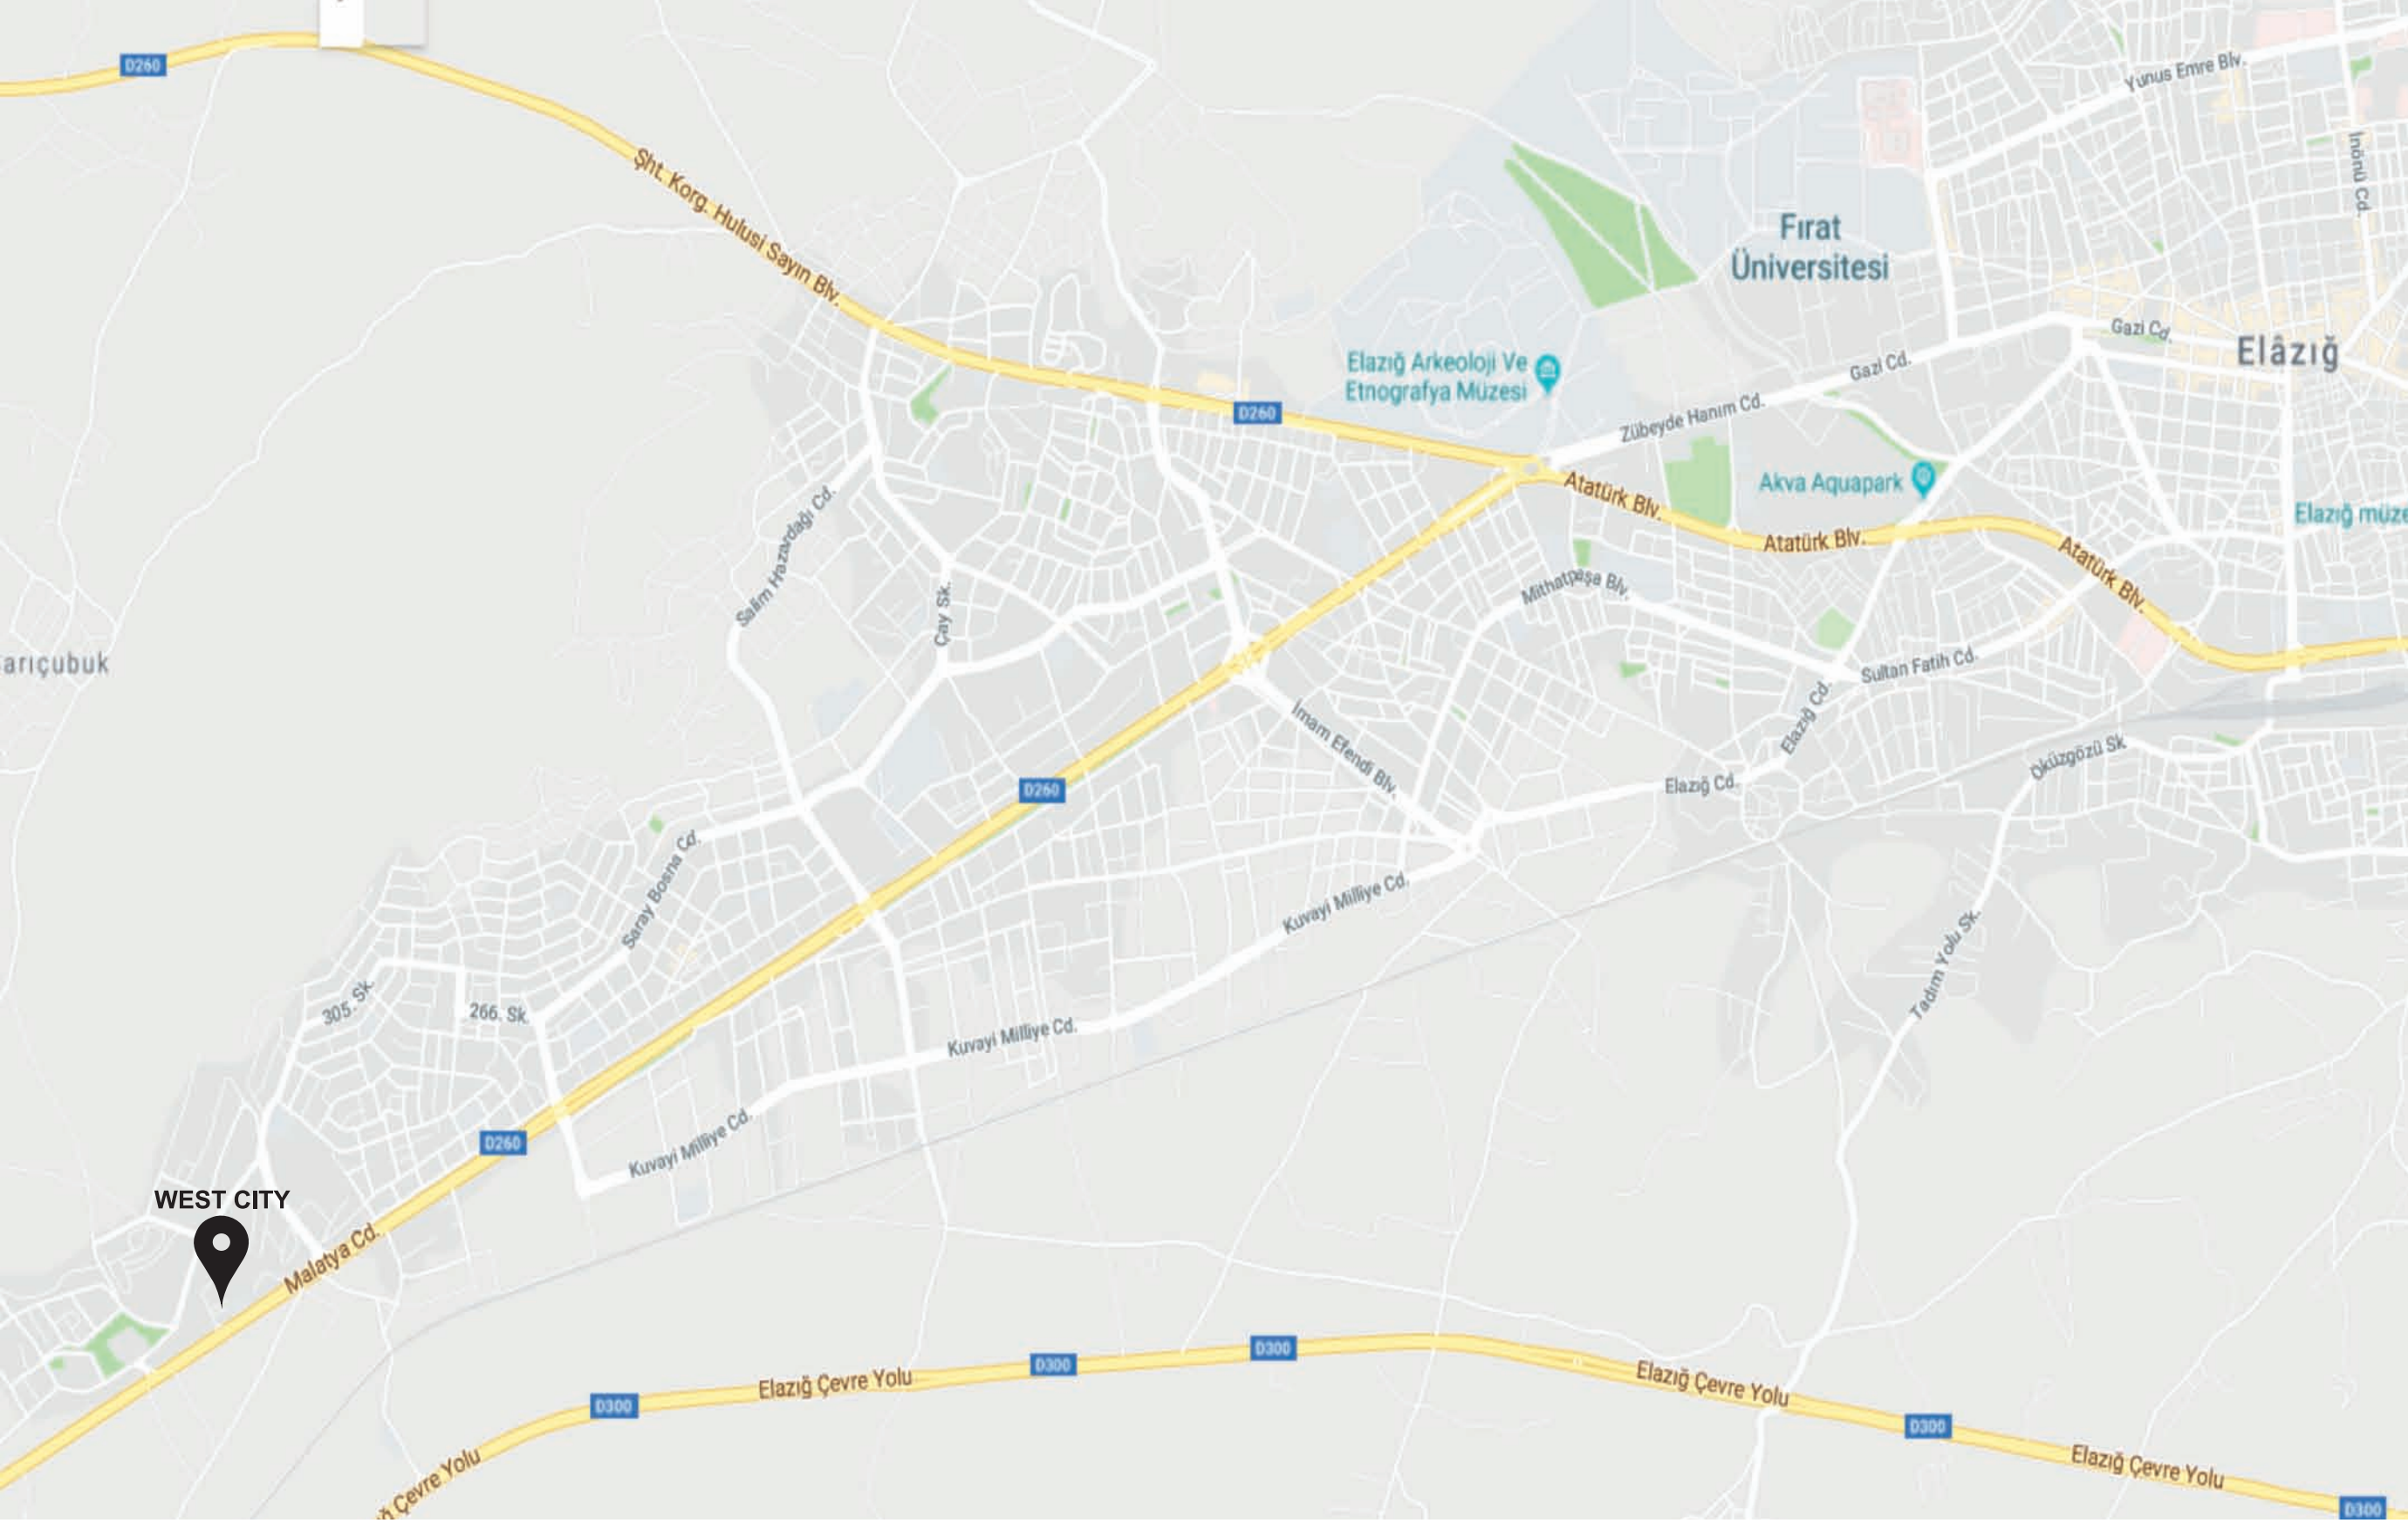 D260
Yunus Emre Blv.
Şht. Korg. Hulusi Sayın Blv.
İnönü Cd.
Fırat
Üniversitesi
Gazi Cd.
Elâzığ
Elazığ Arkeoloji Ve
Etnografya Müzesi
Gazi Cd.
D260
Zübeyde Hanım Cd.
Atatürk Blv.
Akva Aquapark
Elazığ müze
Atatürk Blv.
Atatürk Blv.
Salim Hazardağı Cd.
Çay Sk.
Mithatpaşa Blv.
arıçubuk
Sultan Fatih Cd.
Elazığ Cd.
İmam Efendi Blv.
Öküzgözü Sk
D260
Elazığ Cd.
Saray Bosna Cd.
Kuvayi Milliye Cd.
Tadım Yolu Sk.
305. Sk.
266. Sk.
Kuvayi Milliye Cd.
D260
Kuvayi Milliye Cd.
WEST CITY
Malatya Cd.
D300
D300
Elazığ Çevre Yolu
Elazığ Çevre Yolu
D300
D300
ğ Çevre Yolu
Elazığ Çevre Yolu
D300